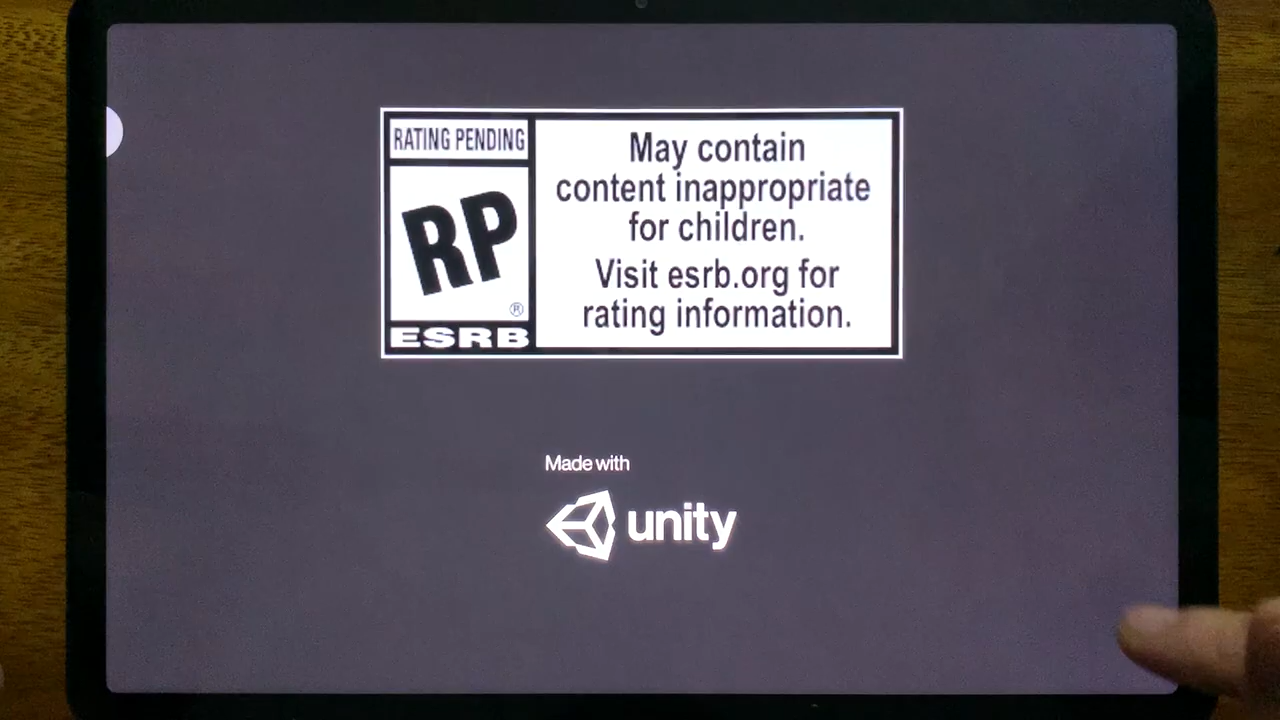 RATING PENDING
RP
®
ESRB
May contain
content inappropriate
for children.
Visit esrb.org for
rating information.
Made with
unity